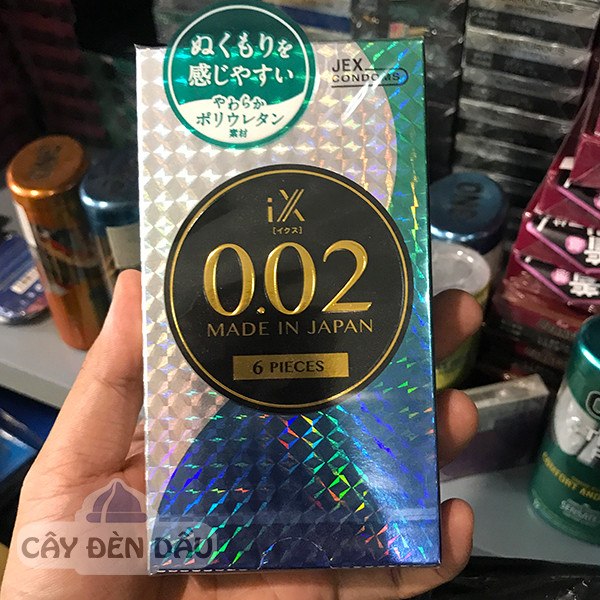 ぬくもりを
感じやすい
やわらか
ポリウレタン
素材
JEX
CONDOMS
iX
[イクス]
0.02
MADE IN JAPAN
6 PIECES
COMFORT AND
CÂY ĐÈN DẦU